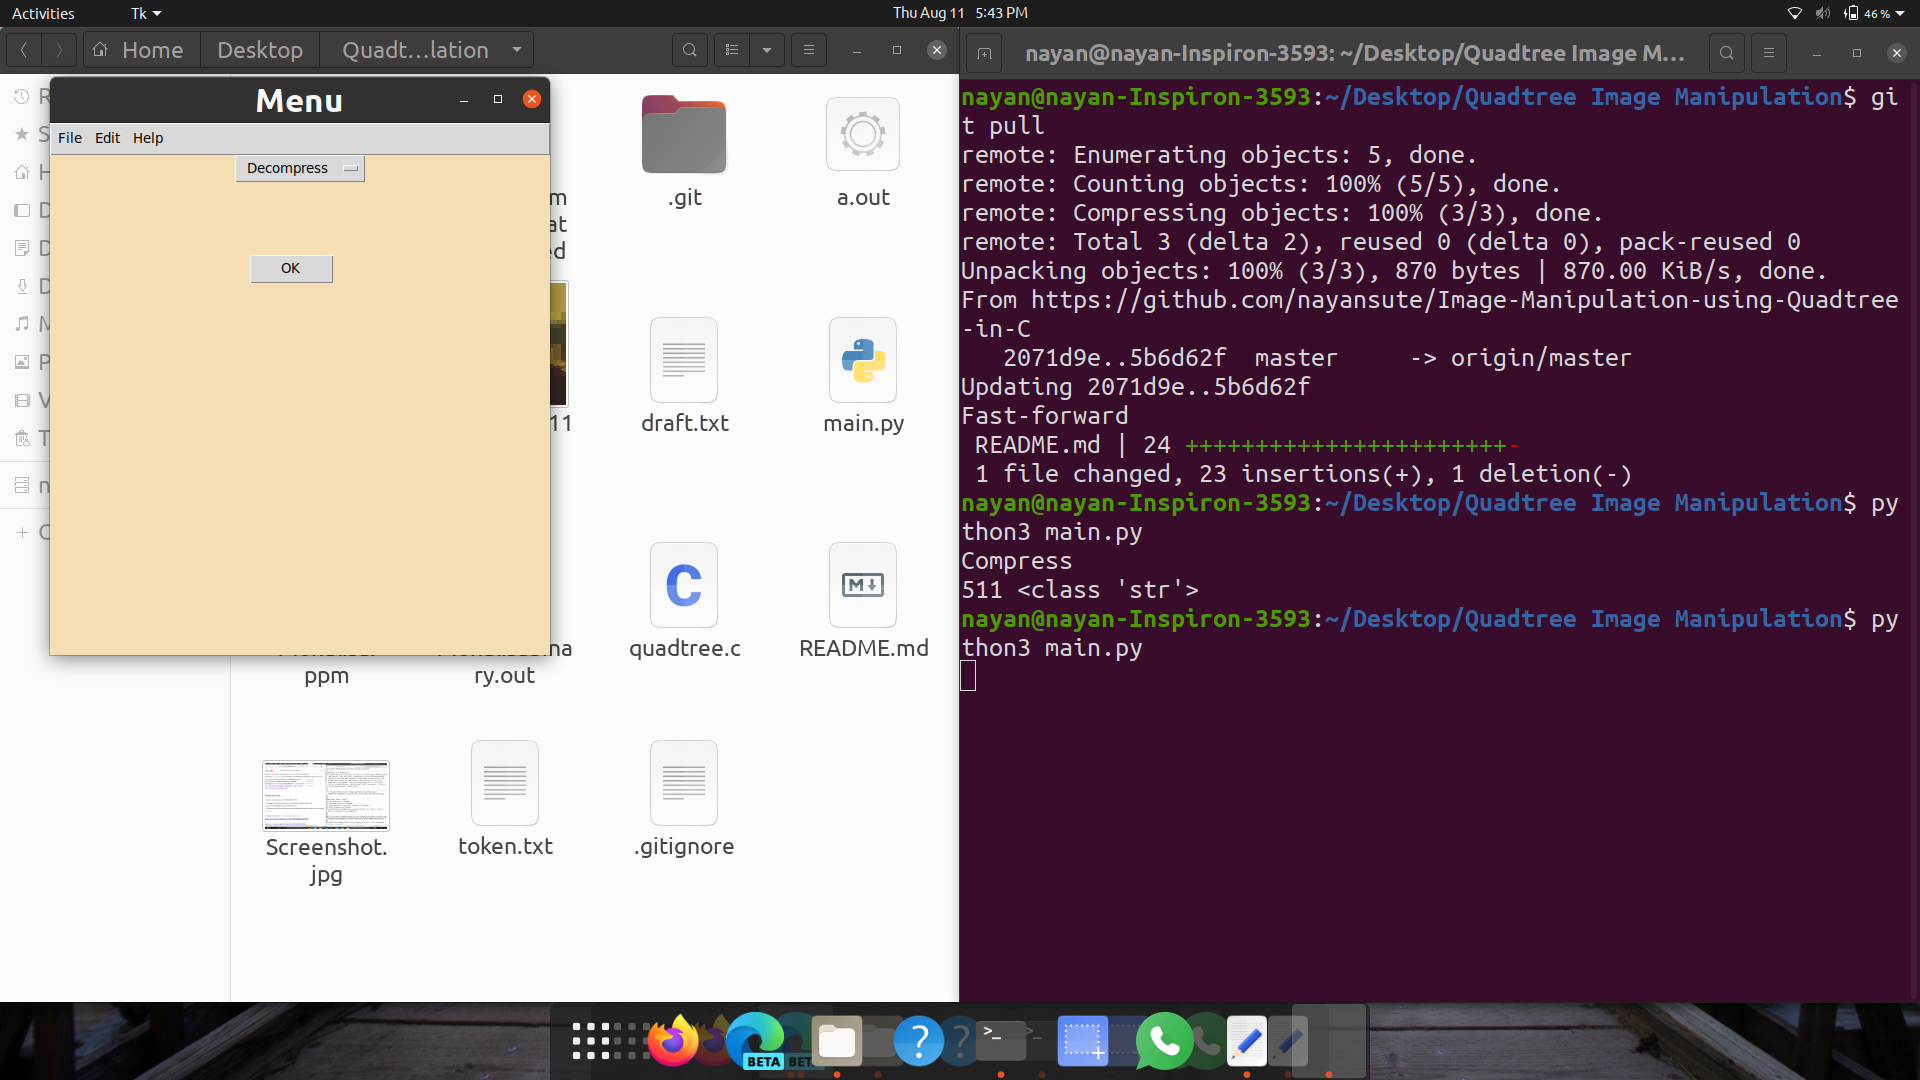 Activities Tk Thu Aug 11 5:43 PM 46 %
Home Desktop Quadt...lation
Menu
File Edit Help
Decompress
OK
.git
a.out
draft.txt
main.py
11
quadtree.c
README.md
ppm
ry.out
Screenshot.
jpg
token.txt
.gitignore
nayan@nayan-Inspiron-3593: ~/Desktop/Quadtree Image M...
nayan@nayan-Inspiron-3593:~/Desktop/Quadtree Image Manipulation$ gi
t pull
remote: Enumerating objects: 5, done.
remote: Counting objects: 100% (5/5), done.
remote: Compressing objects: 100% (3/3), done.
remote: Total 3 (delta 2), reused 0 (delta 0), pack-reused 0
Unpacking objects: 100% (3/3), 870 bytes | 870.00 KiB/s, done.
From https://github.com/nayansute/Image-Manipulation-using-Quadtree
-in-C
2071d9e..5b6d62f master -> origin/master
Updating 2071d9e..5b6d62f
Fast-forward
README.md | 24 +++++++++++++++++++++++-
1 file changed, 23 insertions(+), 1 deletion(-)
nayan@nayan-Inspiron-3593:~/Desktop/Quadtree Image Manipulation$ py
thon3 main.py
Compress
511 <class 'str'>
nayan@nayan-Inspiron-3593:~/Desktop/Quadtree Image Manipulation$ py
thon3 main.py
BETA